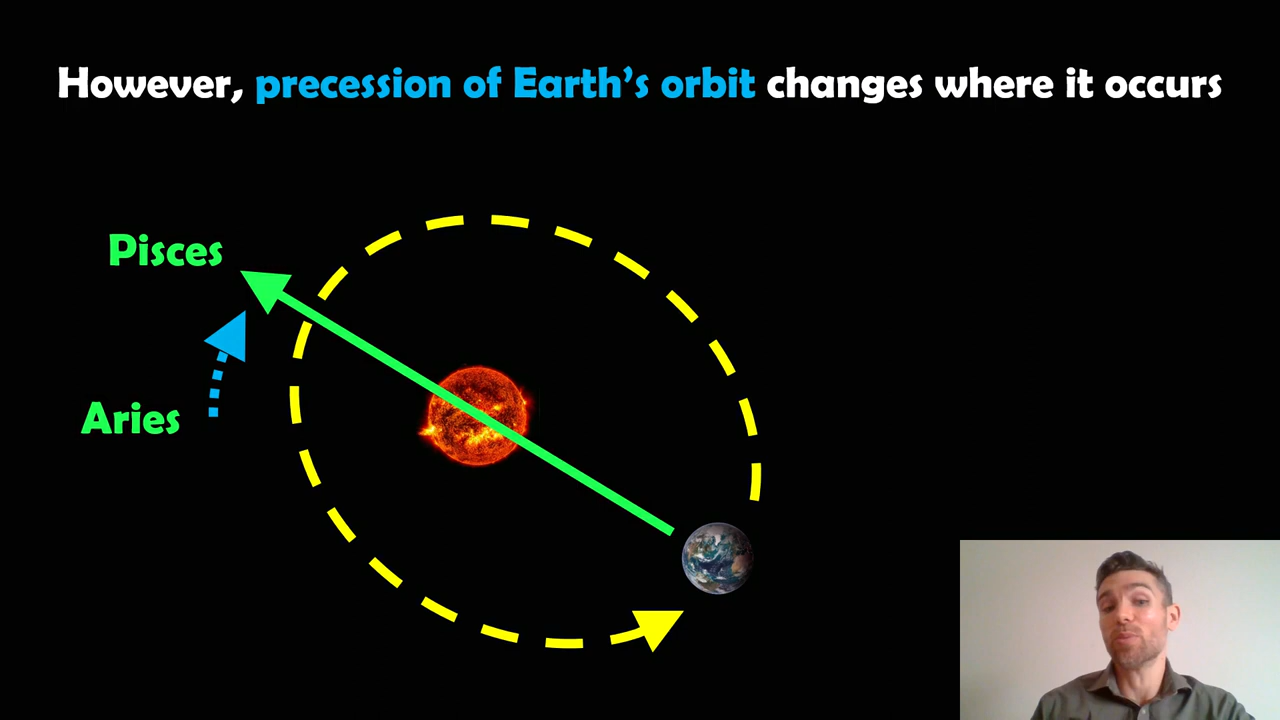 However, precession of Earth's orbit changes where it occurs
Pisces
Aries